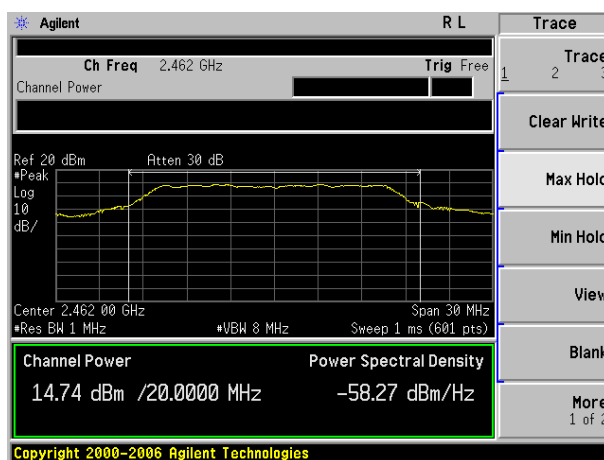 Agilent R L Trace
Ch Freq 2.462 GHz Trig Free
Channel Power
Trace
1 2 3
Clear Write
Max Hold
Min Hold
View
Blank
More
1 of 2
Ref 20 dBm Atten 30 dB
#Peak
Log
10
dB/
Center 2.462 00 GHz Span 30 MHz
#Res BW 1 MHz #VBW 8 MHz Sweep 1 ms (601 pts)
Channel Power Power Spectral Density
14.74 dBm /20.0000 MHz -58.27 dBm/Hz
Copyright 2000-2006 Agilent Technologies